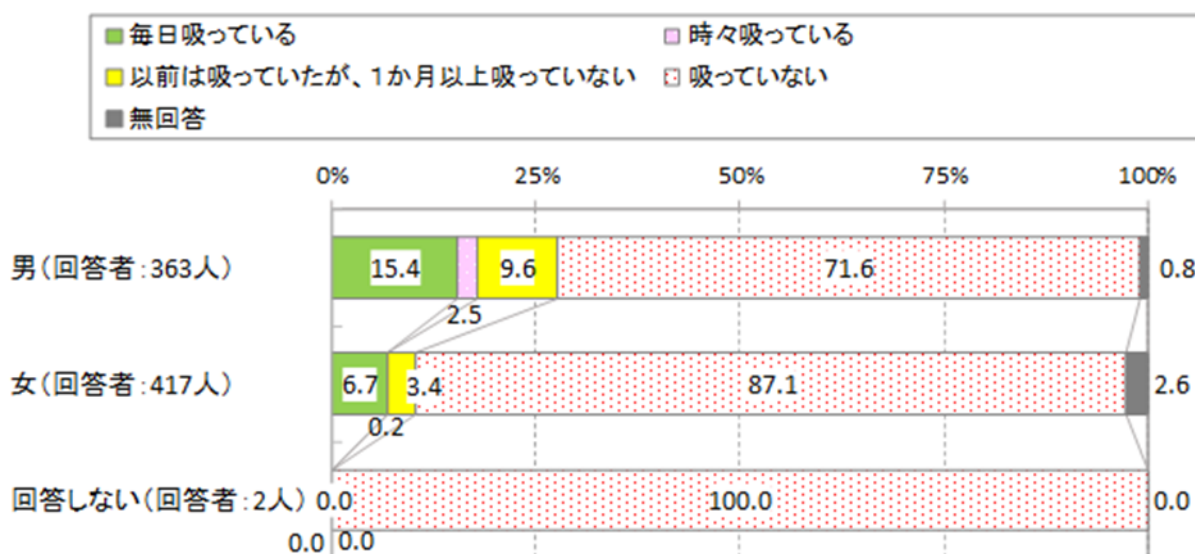 毎日吸っている 時々吸っている
以前は吸っていたが、1か月以上吸っていない 吸っていない
無回答
0% 25% 50% 75% 100%
男(回答者:363人) 15.4 9.6 71.6 0.8
2.5
女(回答者:417人) 6.7 3.4 87.1 2.6
0.2
回答しない(回答者:2人) 0.0 100.0 0.0
0.0 0.0